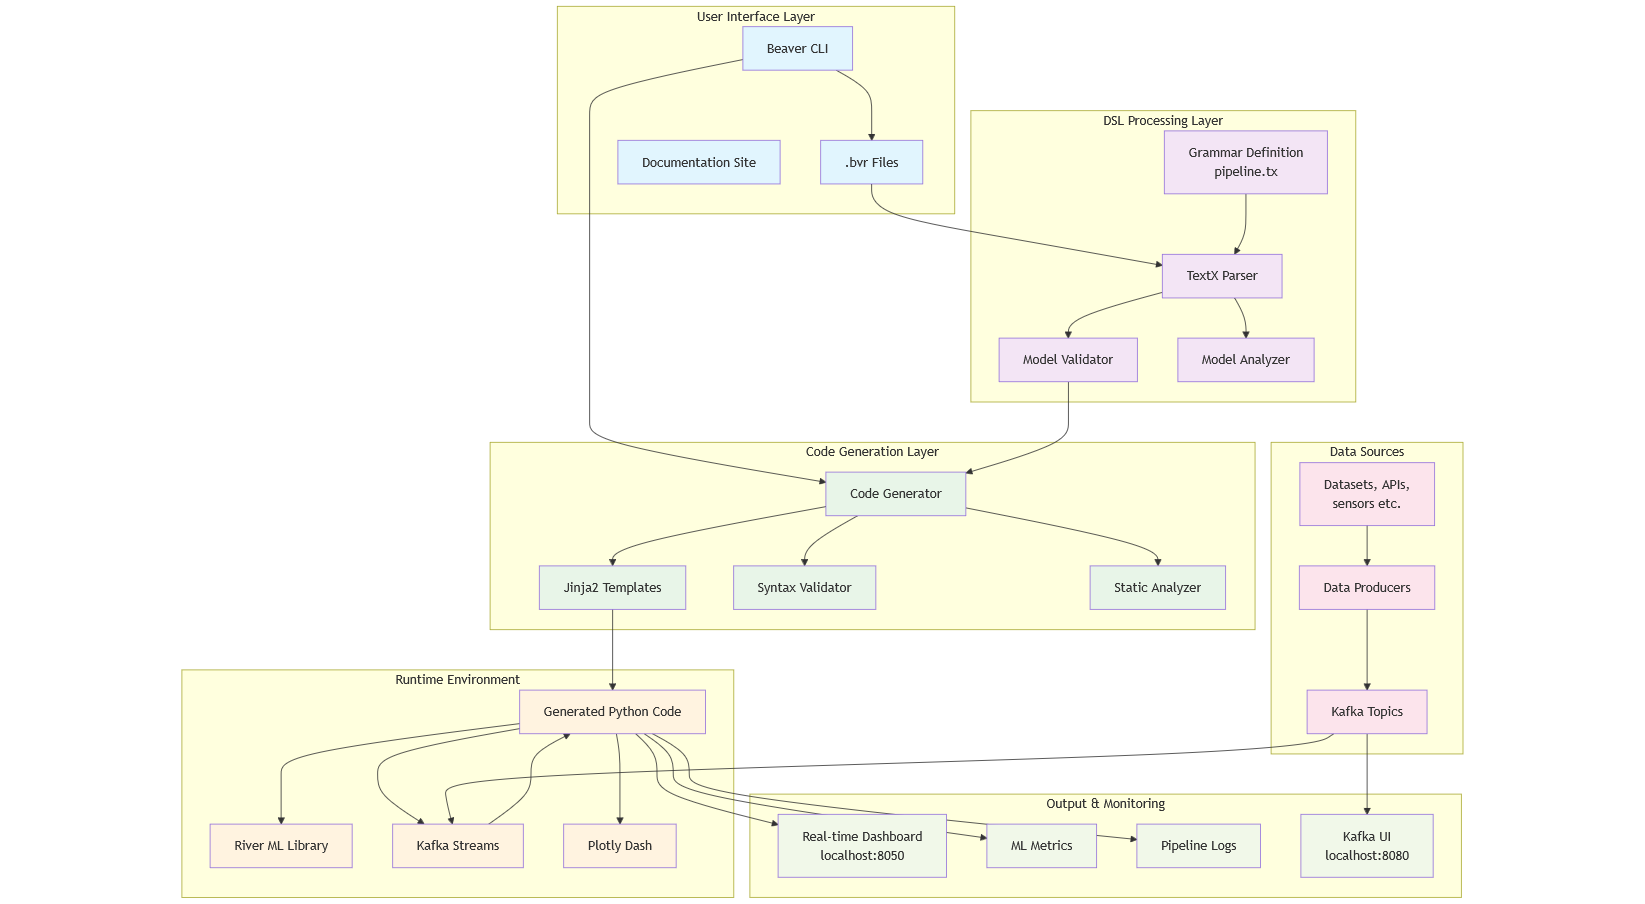 User Interface Layer
Beaver CLI
Documentation Site
.bvr Files
DSL Processing Layer
Grammar Definition
pipeline.tx
TextX Parser
Model Validator
Model Analyzer
Code Generation Layer
Code Generator
Jinja2 Templates
Syntax Validator
Static Analyzer
Data Sources
Datasets, APIs,
sensors etc.
Data Producers
Kafka Topics
Runtime Environment
Generated Python Code
River ML Library
Kafka Streams
Plotly Dash
Output & Monitoring
Real-time Dashboard
localhost:8050
ML Metrics
Pipeline Logs
Kafka UI
localhost:8080